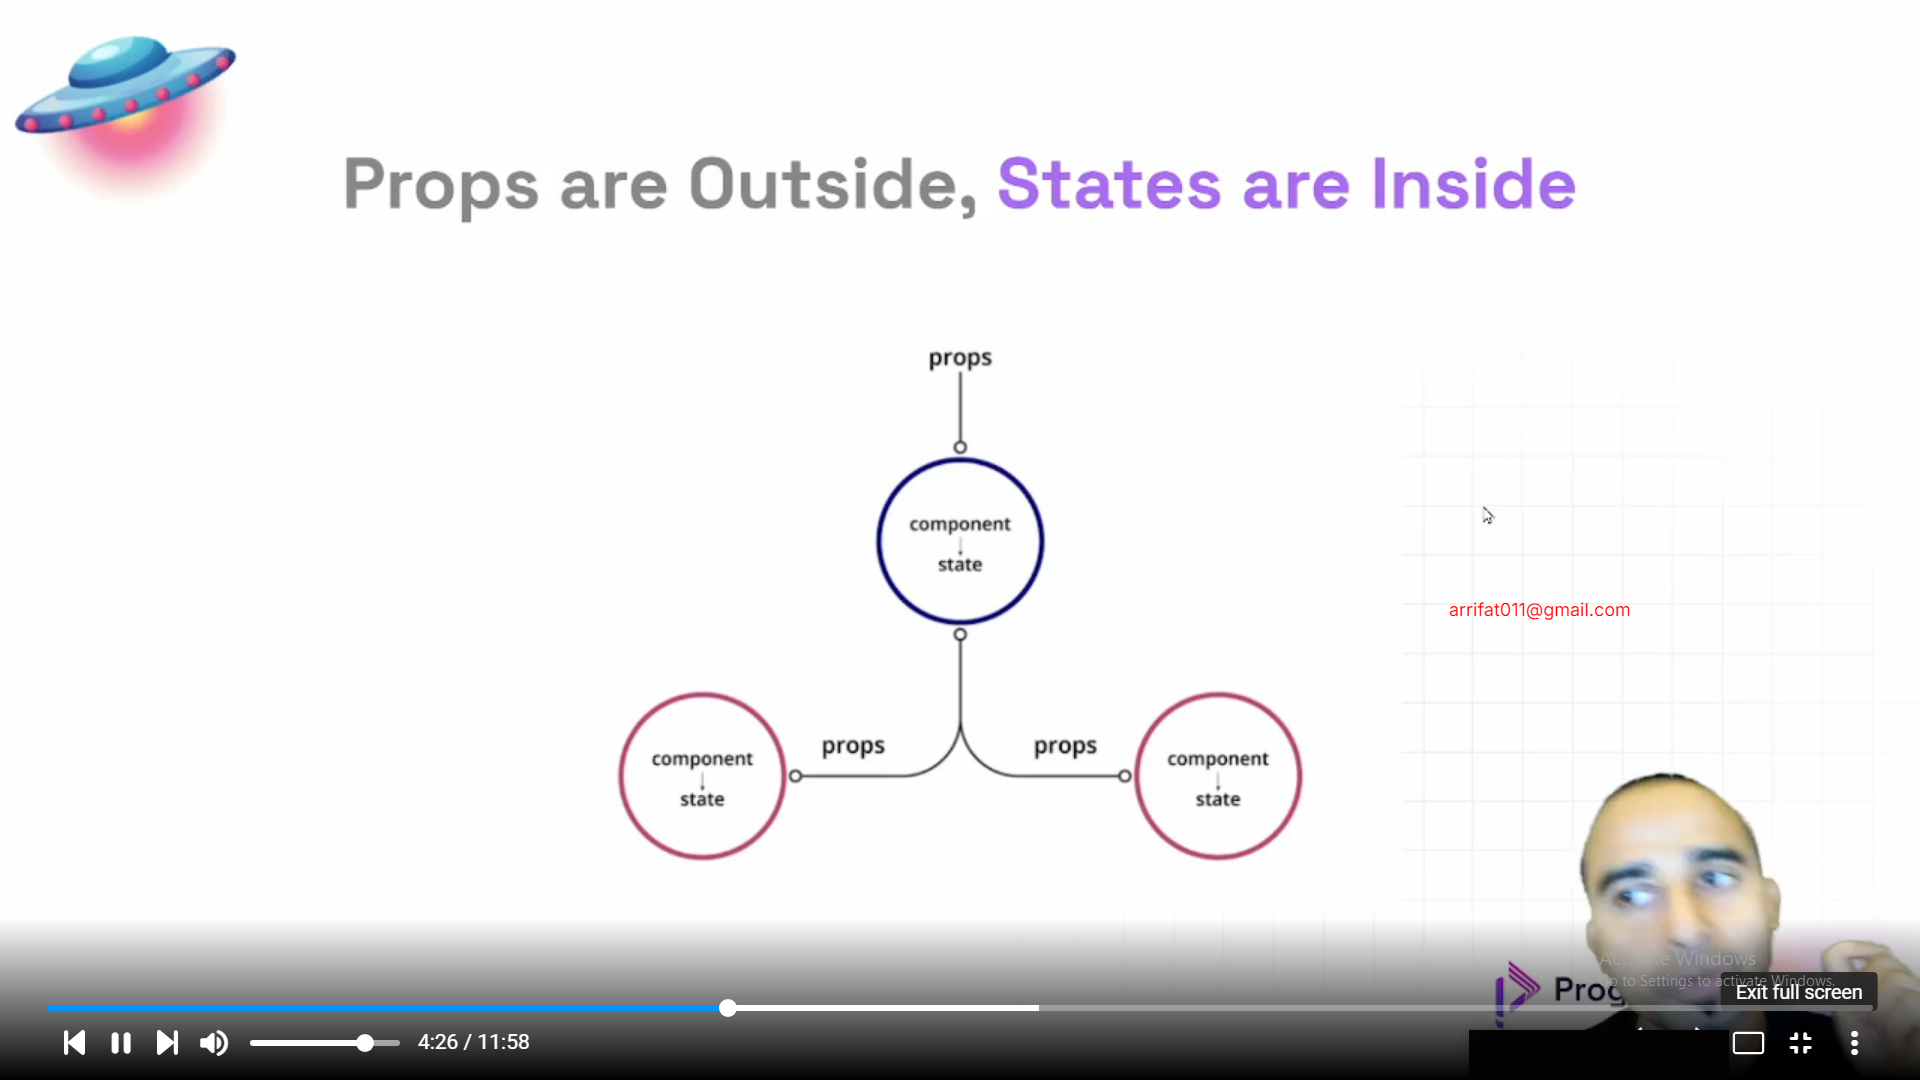 Props are Outside, States are Inside
props
component
state
arrifat011@gmail.com
props
props
component
state
component
state
Activate Windows
Go to Settings to activate Windows.
Prog
Exit full screen
4:26 / 11:58